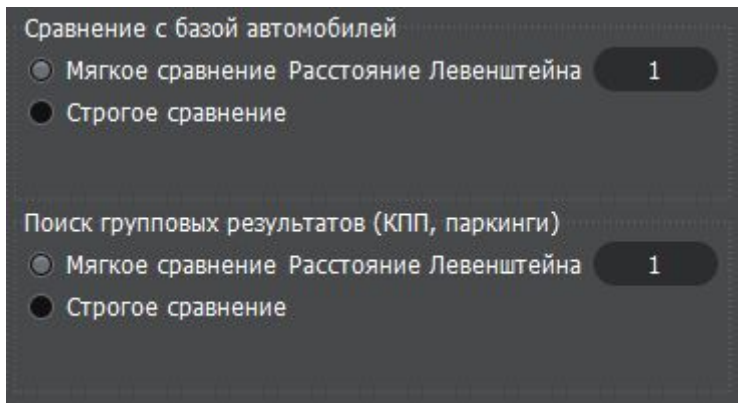 Сравнение с базой автомобилей
Мягкое сравнение Расстояние Левенштейна 1
Строгое сравнение
Поиск групповых результатов (КПП, паркинги)
Мягкое сравнение Расстояние Левенштейна 1
Строгое сравнение